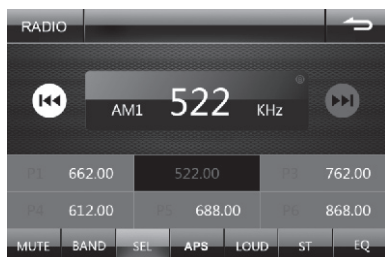 RADIO
AM1 522 KHz
P1 662.00 522.00 P3 762.00
P4 612.00 P5 688.00 P6 868.00
MUTE BAND SEL APS LOUD ST EQ